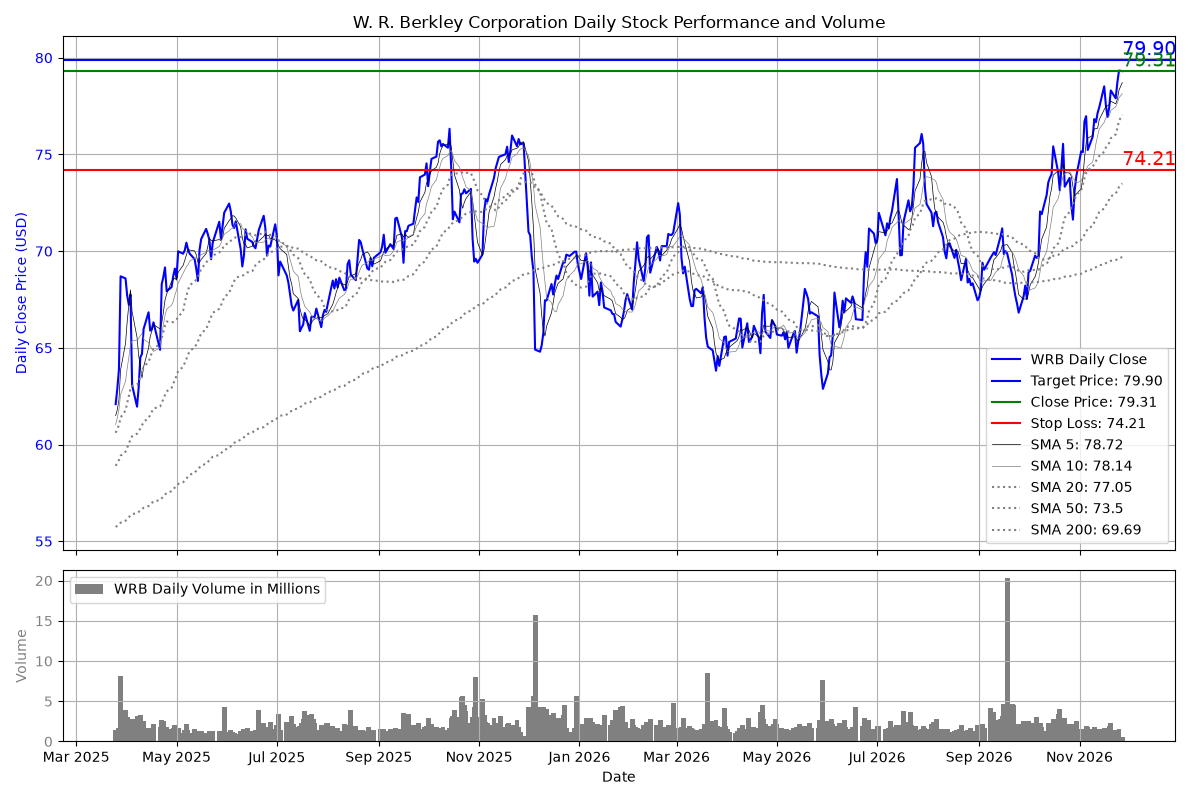 W. R. Berkley Corporation Daily Stock Performance and Volume
79.90
79.31
74.21
80
75
70
65
60
55
Daily Close Price (USD)
WRB Daily Close
Target Price: 79.90
Close Price: 79.31
Stop Loss: 74.21
SMA 5: 78.72
SMA 10: 78.14
SMA 20: 77.05
SMA 50: 73.5
SMA 200: 69.69
WRB Daily Volume in Millions
20
15
10
5
0
Volume
Mar 2025 May 2025 Jul 2025 Sep 2025 Nov 2025 Jan 2026 Mar 2026 May 2026 Jul 2026 Sep 2026 Nov 2026
Date